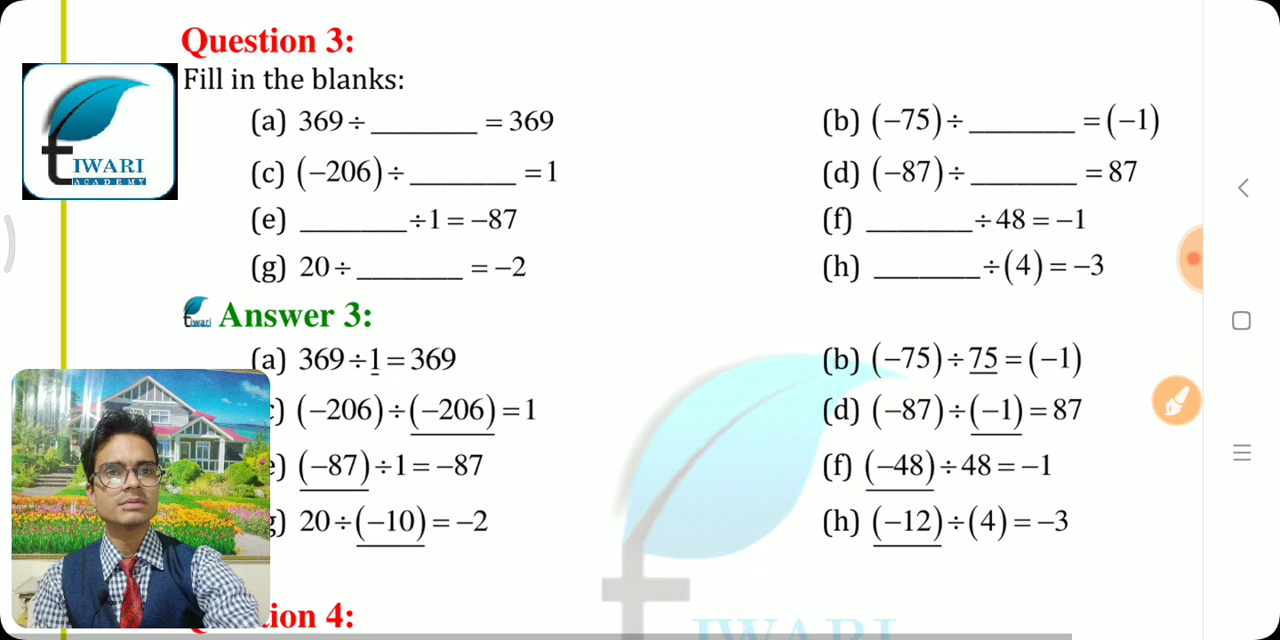 Question 3:
TIWARI
ACADEMY
Fill in the blanks:
(a) 369 ÷ ________ = 369
(b) (−75) ÷ ________ = (−1)
(c) (−206) ÷ ________ = 1
(d) (−87) ÷ ________ = 87
(e) ________ ÷ 1 = −87
(f) ________ ÷ 48 = −1
(g) 20 ÷ ________ = −2
(h) ________ ÷ (4) = −3
tiwari Answer 3:
(a) 369 ÷ 1 = 369
(b) (−75) ÷ 75 = (−1)
) (−206) ÷ (−206) = 1
(d) (−87) ÷ (−1) = 87
) (−87) ÷ 1 = −87
(f) (−48) ÷ 48 = −1
) 20 ÷ (−10) = −2
(h) (−12) ÷ (4) = −3
tion 4:
IWARI